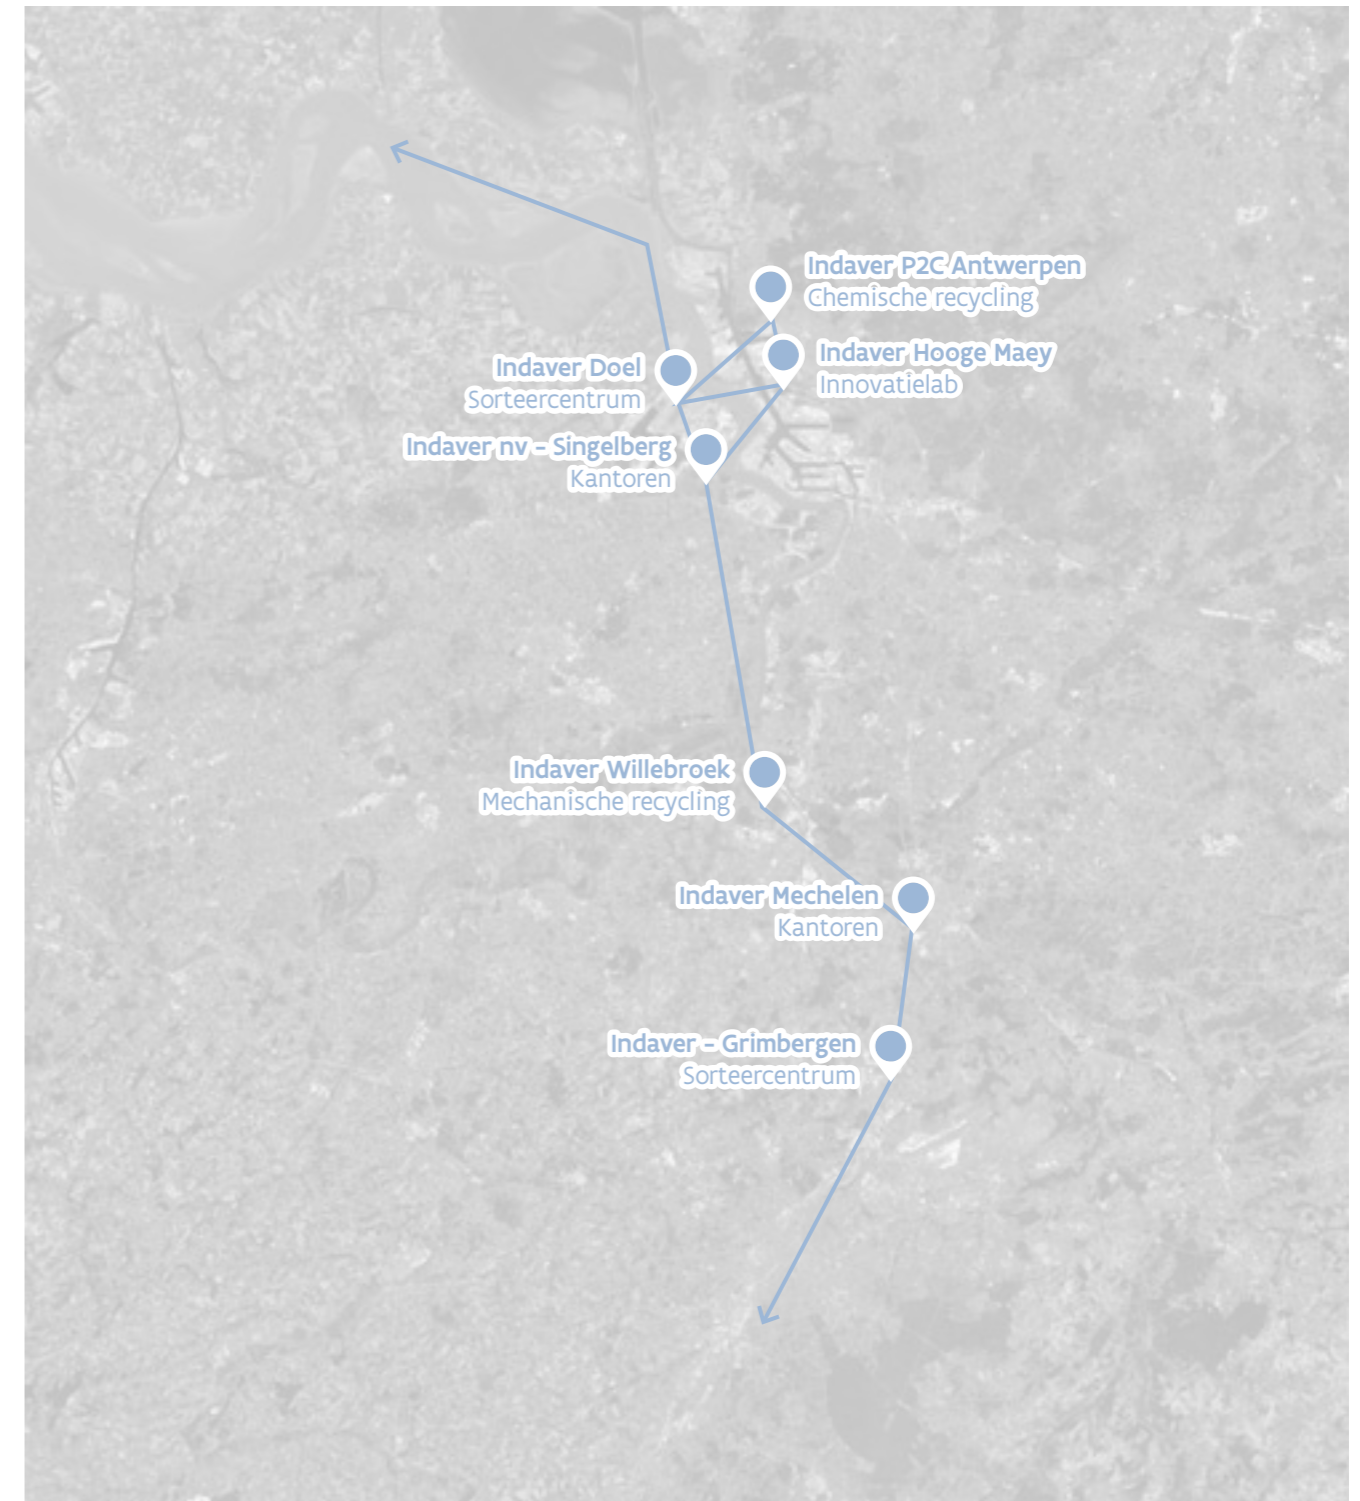 Indaver P2C Antwerpen
Chemische recycling
Indaver Hooge Maey
Innovatielab
Indaver Doel
Sorteercentrum
Indaver nv – Singelberg
Kantoren
Indaver Willebroek
Mechanische recycling
Indaver Mechelen
Kantoren
Indaver – Grimbergen
Sorteercentrum